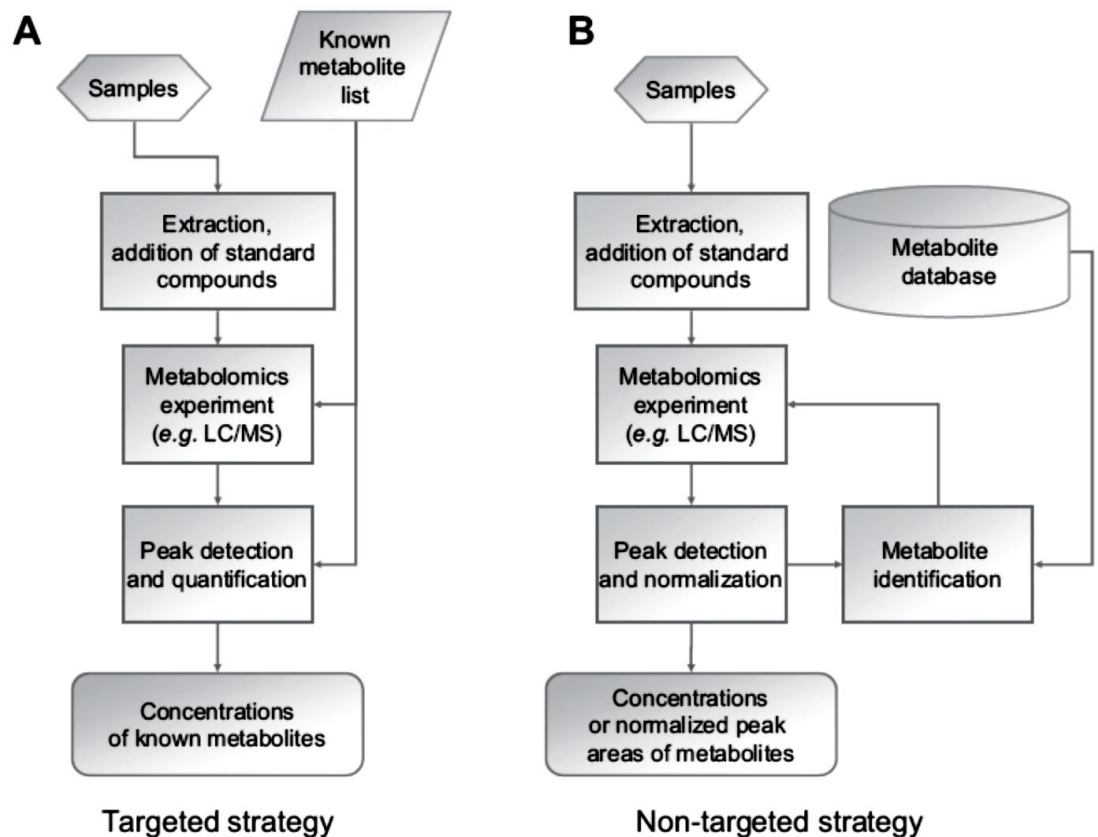 A
Samples
Known
metabolite
list
Extraction,
addition of standard
compounds
Metabolomics
experiment
(e.g. LC/MS)
Peak detection
and quantification
Concentrations
of known metabolites
Targeted strategy
B
Samples
Extraction,
addition of standard
compounds
Metabolite
database
Metabolomics
experiment
(e.g. LC/MS)
Peak detection
and normalization
Metabolite
identification
Concentrations
or normalized peak
areas of metabolites
Non-targeted strategy